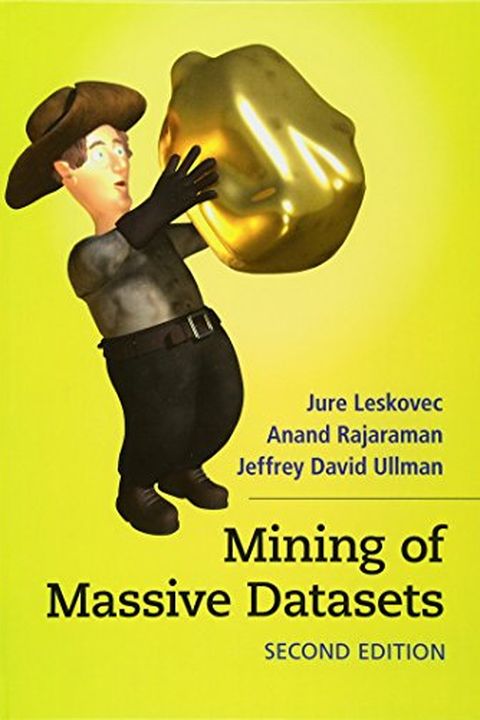 Jure Leskovec
Anand Rajaraman
Jeffrey David Ullman
Mining of
Massive Datasets
SECOND EDITION